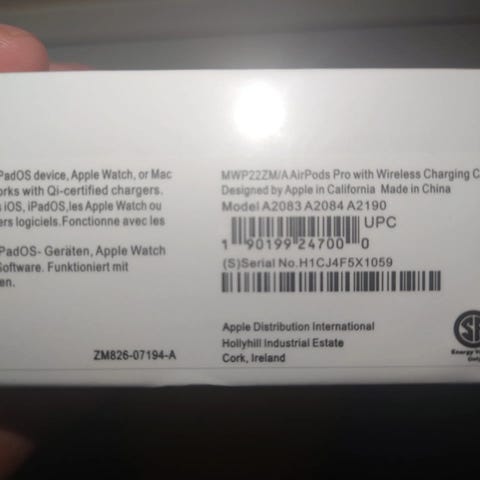 PadOS device, Apple Watch, or Mac
orks with Qi-certified chargers.
iOS, iPadOS,les Apple Watch ou
ers logiciels.Fonctionne avec les
PadOS- Geräten, Apple Watch
Software. Funktioniert mit
en.
ZM826-07194-A
MWP22ZM/AAirPods Pro with Wireless Charging C
Designed by Apple in California Made in China
Model A2083 A2084 A2190
UPC
1 90199 24700 0
(S)Serial No.H1CJ4F5X1059
Apple Distribution International
Hollyhill Industrial Estate
Cork, Ireland
Energy